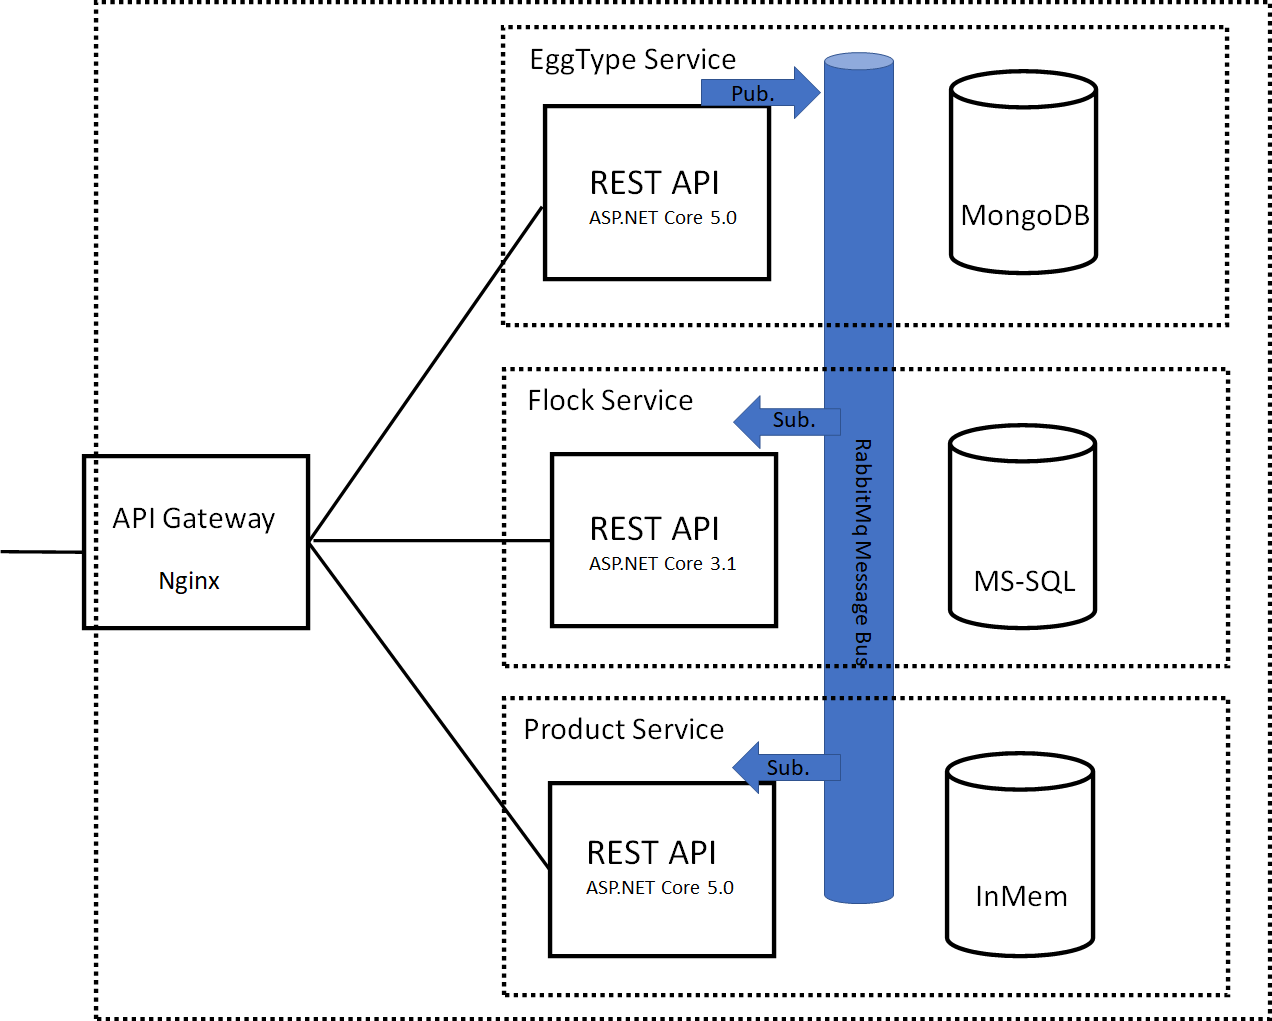 EggType Service
Pub.
REST API
ASP.NET Core 5.0
MongoDB
Flock Service
Sub.
REST API
ASP.NET Core 3.1
RabbitMq Message Bus
MS-SQL
API Gateway
Nginx
Product Service
Sub.
REST API
ASP.NET Core 5.0
InMem